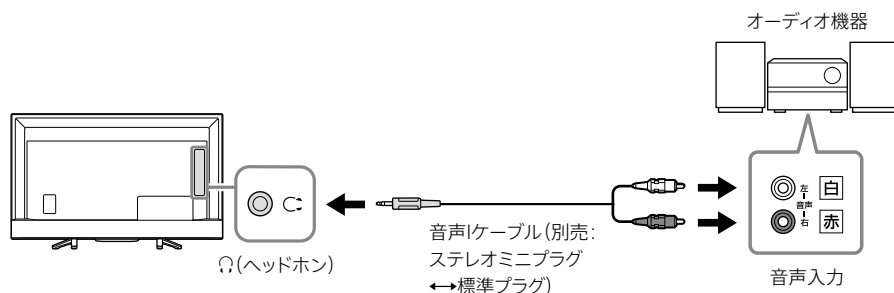 オーディオ機器
左
音声
右
白
赤
音声入力
音声Iケーブル(別売:
ステレオミニプラグ
↔標準プラグ)
(ヘッドホン)